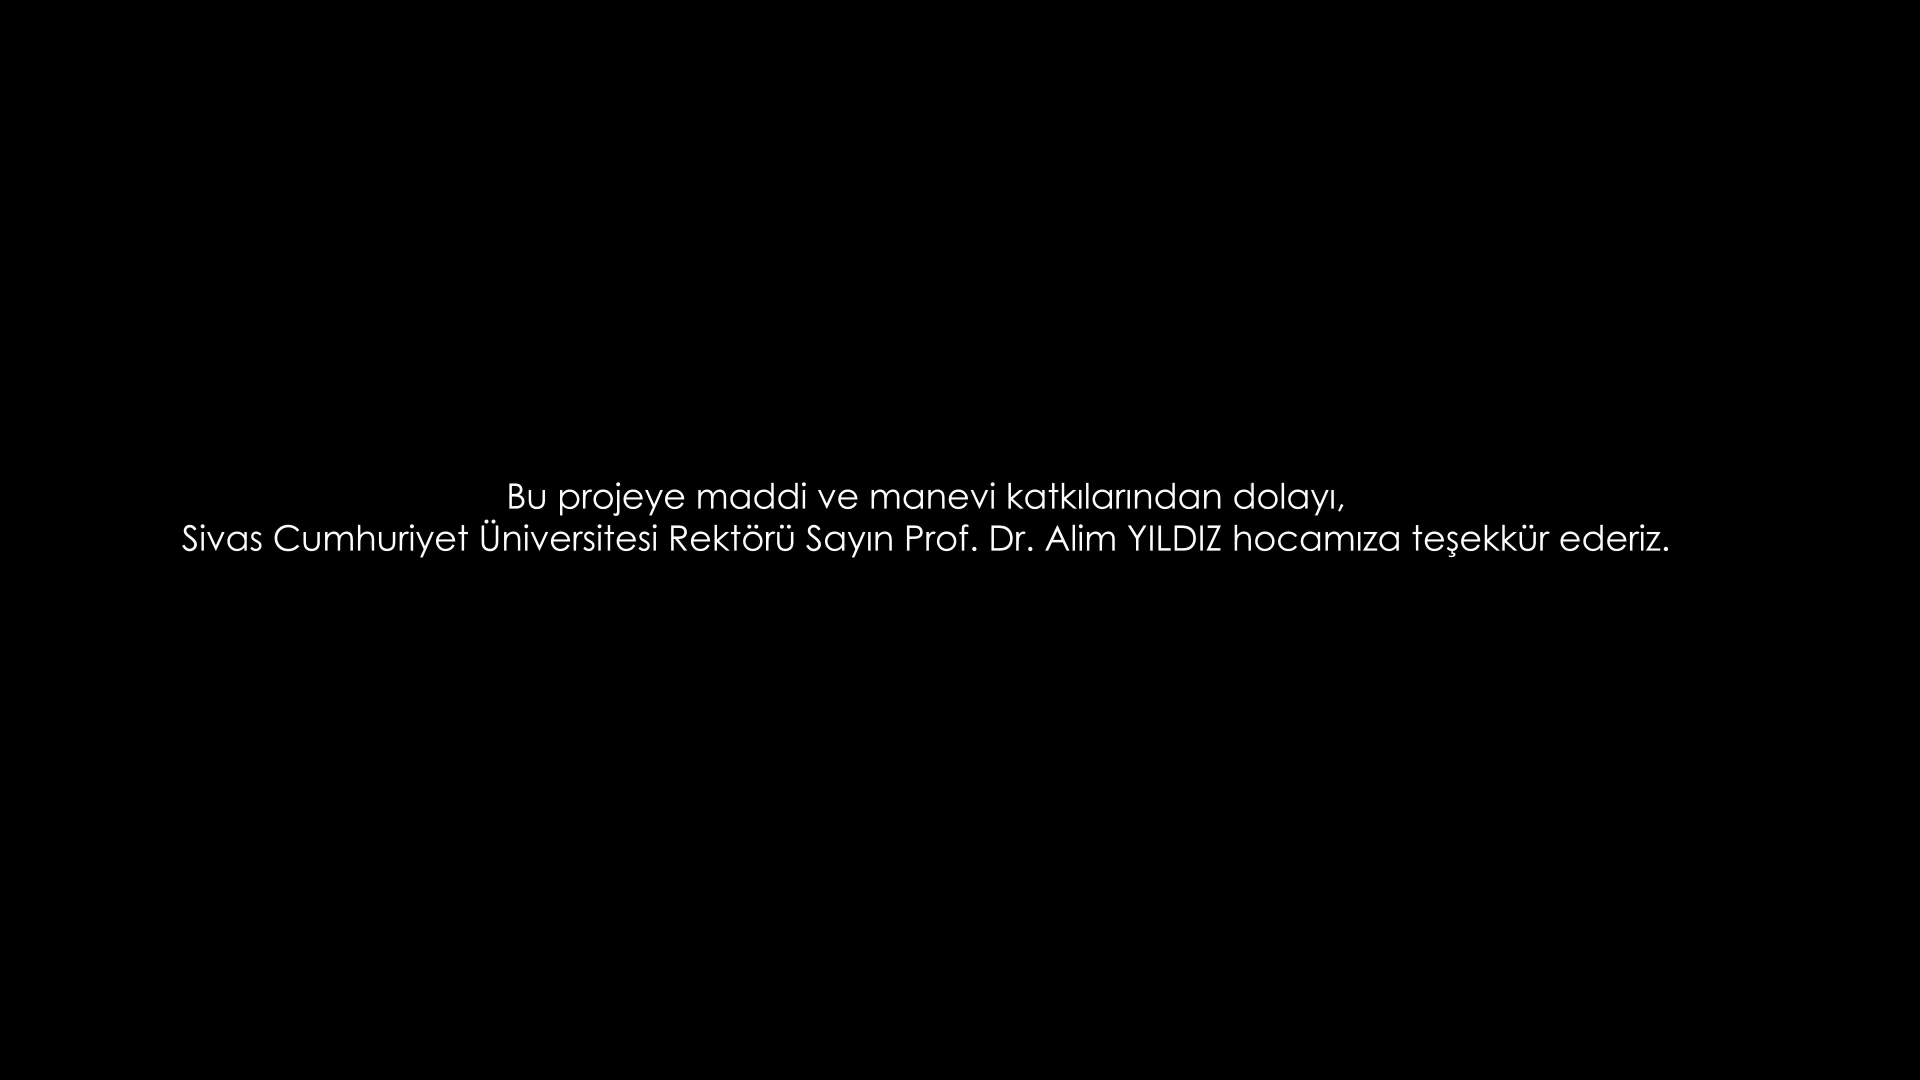 Bu projeye maddi ve manevi katkılarından dolayı,
Sivas Cumhuriyet Üniversitesi Rektörü Sayın Prof. Dr. Alim YILDIZ hocamıza teşekkür ederiz.